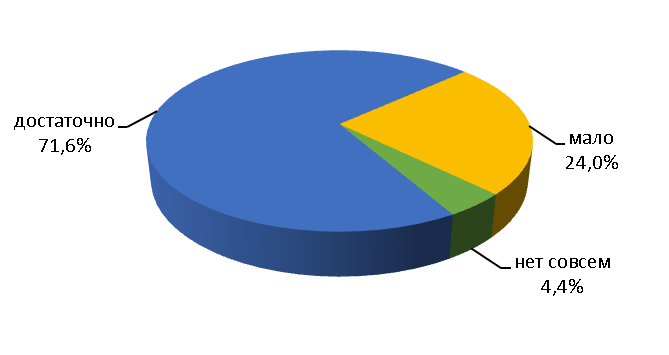 достаточно
71,6%
мало
24,0%
нет совсем
4,4%